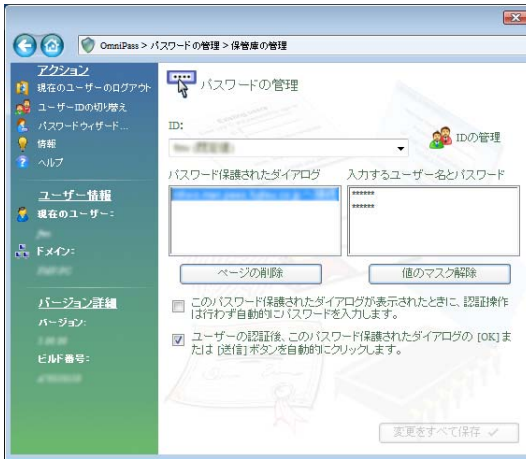 OmniPass > パスワードの管理 > 保管庫の管理
アクション
現在のユーザーのログアウト
ユーザーIDの切り替え
パスワードウィザード...
情報
ヘルプ
ユーザー情報
現在のユーザー:
ドメイン:
バージョン詳細
バージョン:
ビルド番号:
パスワードの管理
ID:
IDの管理
パスワード保護されたダイアログ
入力するユーザー名とパスワード
******
******
ページの削除
値のマスク解除
このパスワード保護されたダイアログが表示されたときに、認証操作
は行わず自動的にパスワードを入力します。
ユーザーの認証後、このパスワード保護されたダイアログの [OK] ま
たは [送信] ボタンを自動的にクリックします。
変更をすべて保存